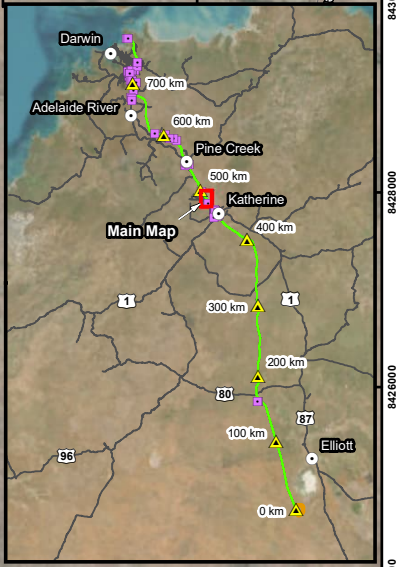 Darwin
700 km
Adelaide River
600 km
Pine Creek
500 km
Katherine
Main Map
400 km
1
300 km
1
200 km
80
87
100 km
Elliott
96
0 km
8428000
8426000